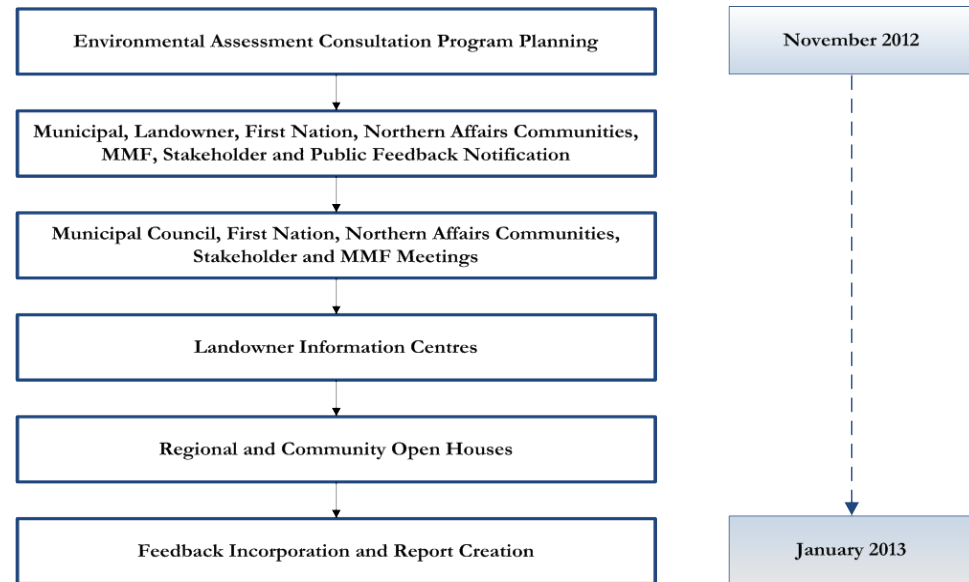 Environmental Assessment Consultation Program Planning
November 2012
Municipal, Landowner, First Nation, Northern Affairs Communities,
MMF, Stakeholder and Public Feedback Notification
Municipal Council, First Nation, Northern Affairs Communities,
Stakeholder and MMF Meetings
Landowner Information Centres
Regional and Community Open Houses
Feedback Incorporation and Report Creation
January 2013